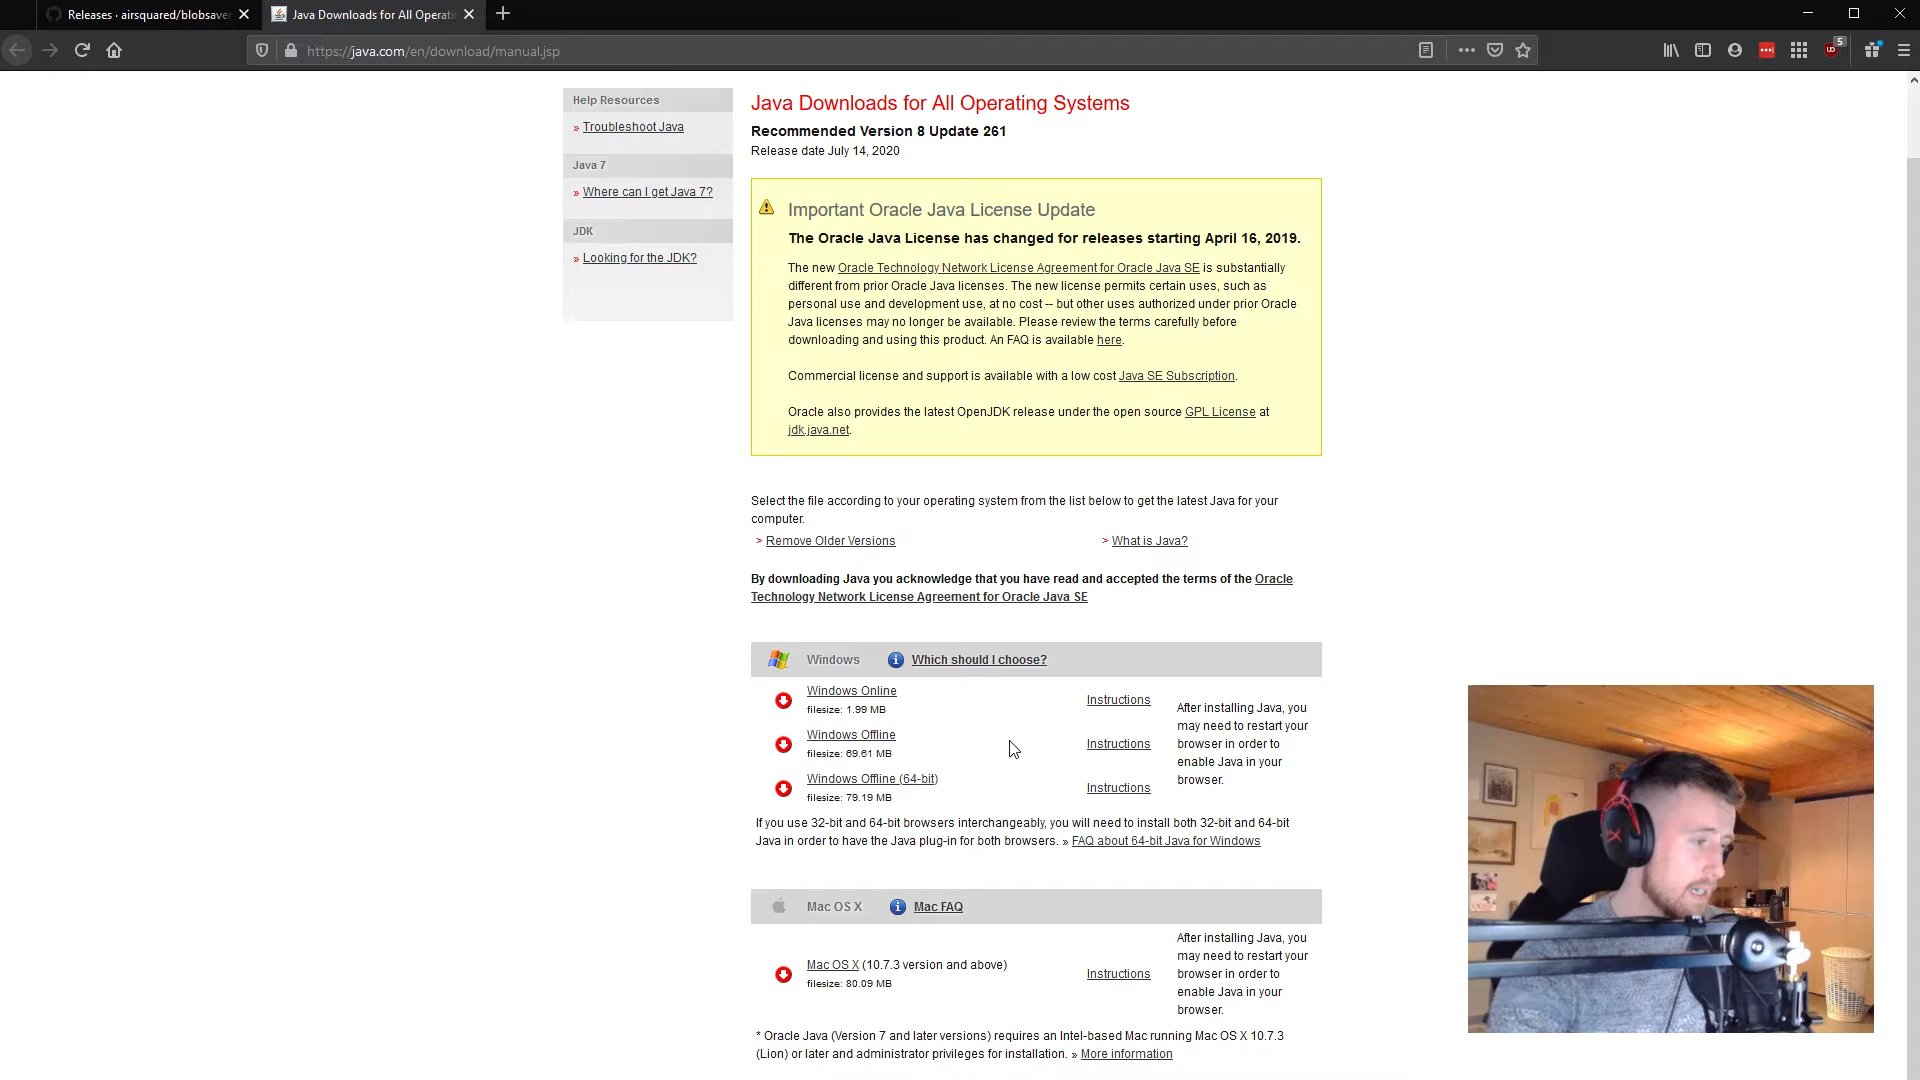 Releases · airsquared/blobsaver
Java Downloads for All Operati
https://java.com/en/download/manual.jsp
5
Help Resources
» Troubleshoot Java
Java 7
» Where can I get Java 7?
JDK
» Looking for the JDK?
Java Downloads for All Operating Systems
Recommended Version 8 Update 261
Release date July 14, 2020
Important Oracle Java License Update
The Oracle Java License has changed for releases starting April 16, 2019.
The new Oracle Technology Network License Agreement for Oracle Java SE is substantially
different from prior Oracle Java licenses. The new license permits certain uses, such as
personal use and development use, at no cost -- but other uses authorized under prior Oracle
Java licenses may no longer be available. Please review the terms carefully before
downloading and using this product. An FAQ is available here.
Commercial license and support is available with a low cost Java SE Subscription.
Oracle also provides the latest OpenJDK release under the open source GPL License at
jdk.java.net.
Select the file according to your operating system from the list below to get the latest Java for your
computer.
> Remove Older Versions
> What is Java?
By downloading Java you acknowledge that you have read and accepted the terms of the Oracle
Technology Network License Agreement for Oracle Java SE
Windows Which should I choose?
Windows Online
filesize: 1.99 MB
Instructions
Windows Offline
filesize: 69.61 MB
Instructions
Windows Offline (64-bit)
filesize: 79.19 MB
Instructions
After installing Java, you
may need to restart your
browser in order to
enable Java in your
browser.
If you use 32-bit and 64-bit browsers interchangeably, you will need to install both 32-bit and 64-bit
Java in order to have the Java plug-in for both browsers. » FAQ about 64-bit Java for Windows
Mac OS X Mac FAQ
Mac OS X (10.7.3 version and above)
filesize: 80.09 MB
Instructions
After installing Java, you
may need to restart your
browser in order to
enable Java in your
browser.
* Oracle Java (Version 7 and later versions) requires an Intel-based Mac running Mac OS X 10.7.3
(Lion) or later and administrator privileges for installation. » More information